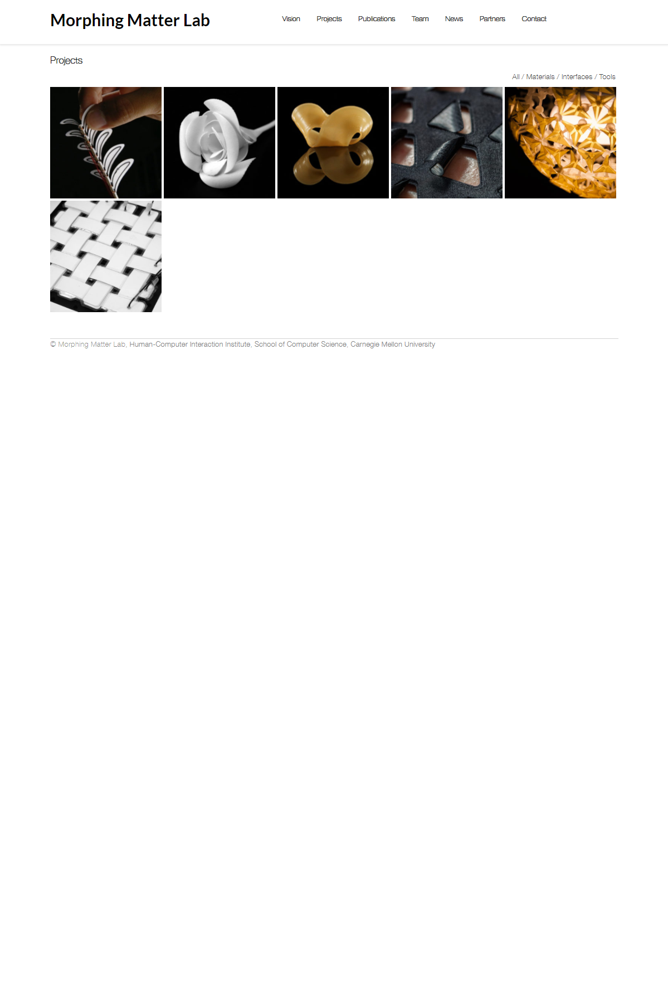 Morphing Matter Lab
Vision Projects Publications Team News Partners Contact
Projects
All / Materials / Interfaces / Tools
© Morphing Matter Lab, Human-Computer Interaction Institute, School of Computer Science, Carnegie Mellon University